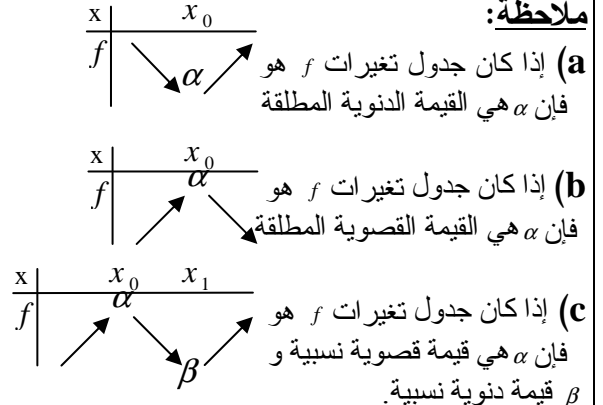 ملاحظة:
a) إذا كان جدول تغيرات f هو
x x₀
f α
فإن α هي القيمة الدنوية المطلقة
b) إذا كان جدول تغيرات f هو
x x₀
f α
فإن α هي القيمة القصوية المطلقة
c) إذا كان جدول تغيرات f هو
x x₀ x₁
f α β
فإن α هي قيمة قصوية نسبية و
β قيمة دنوية نسبية.